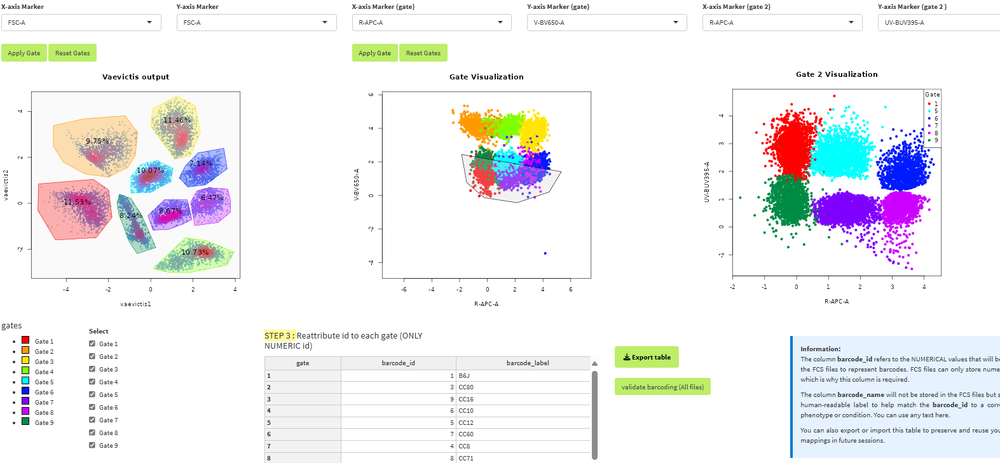 X-axis Marker
Y-axis Marker
X-axis Marker (gate)
Y-axis Marker (gate)
X-axis Marker (gate 2)
Y-axis Marker (gate 2 )
FSC-A
FSC-A
R-APC-A
V-BV650-A
R-APC-A
UV-BUV395-A
Apply Gate
Reset Gates
Apply Gate
Reset Gates
Vaevictis output
4
2
0
-2
vaevictis2
9.75%
11.46%
10.07%
7.14%
11.53%
8.24%
8.67%
6.47%
10.73%
-4
-2
0
2
4
vaevictis1
Gate Visualization
6
4
2
0
-2
-4
V-BV650-A
-6
-4
-2
0
2
4
6
R-APC-A
Gate 2 Visualization
Gate
1
5
6
7
8
9
4
3
2
1
0
-1
UV-BUV395-A
-2
-1
0
1
2
3
4
R-APC-A
gates
Gate 1
Gate 2
Gate 3
Gate 4
Gate 5
Gate 6
Gate 7
Gate 8
Gate 9
Select
Gate 1
Gate 2
Gate 3
Gate 4
Gate 5
Gate 6
Gate 7
Gate 8
Gate 9
STEP 3 : Reattribute id to each gate (ONLY
NUMERIC id)
gate barcode_id barcode_label
1 1 B6J
2 3 CC80
3 9 CC16
4 6 CC10
5 5 CC12
6 7 CC60
7 4 CC8
8 8 CC71
Export table
validate barcoding (All files)
Information:
The column barcode_id refers to the NUMERICAL values that will be
the FCS files to represent barcodes. FCS files can only store nume
which is why this column is required.
The column barcode_name will not be stored in the FCS files but s
human-readable label to help match the barcode_id to a corre
phenotype or condition. You can use any text here.
You can also export or import this table to preserve and reuse you
mappings in future sessions.